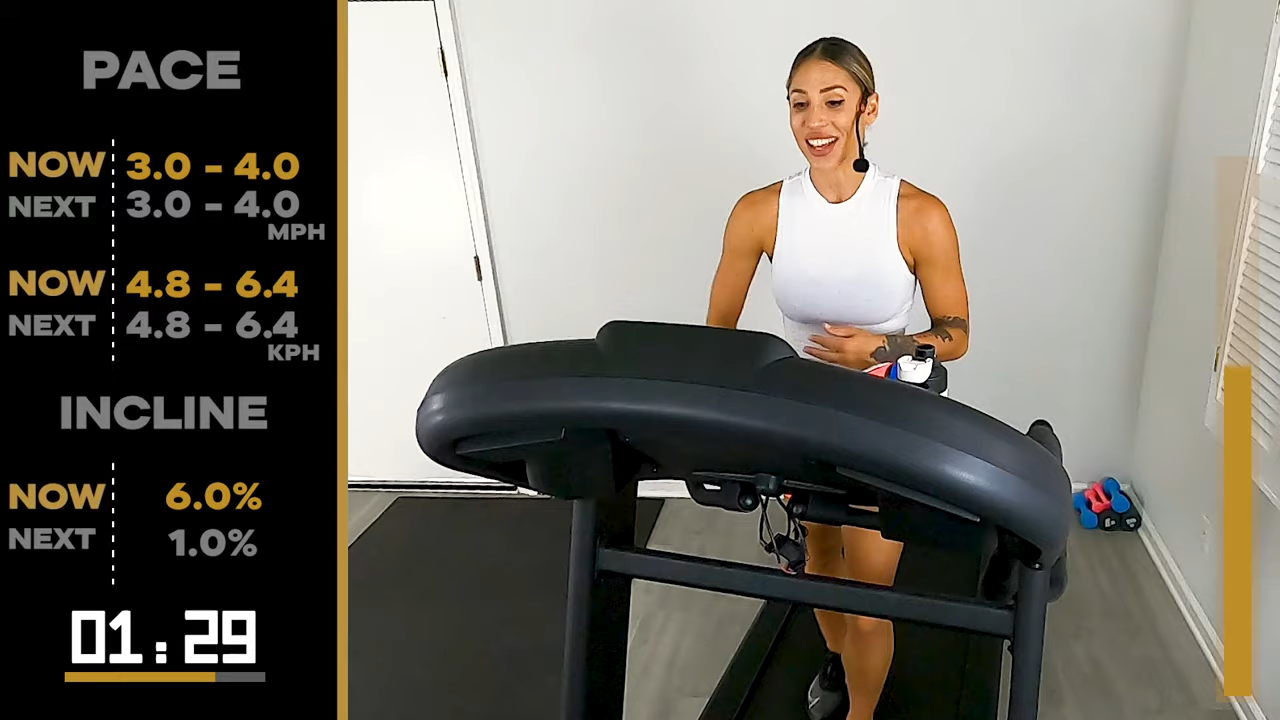 PACE
NOW 3.0 - 4.0
NEXT 3.0 - 4.0
MPH
NOW 4.8 - 6.4
NEXT 4.8 - 6.4
KPH
INCLINE
NOW 6.0%
NEXT 1.0%
01:29